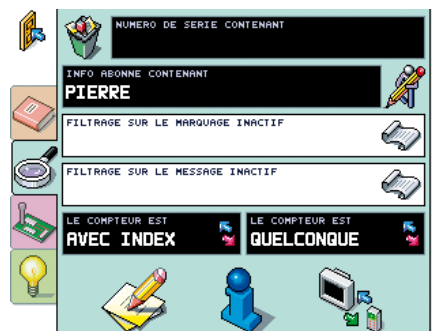 NUMERO DE SERIE CONTENANT
INFO ABONNE CONTENANT
PIERRE
FILTRAGE SUR LE MARQUAGE INACTIF
FILTRAGE SUR LE MESSAGE INACTIF
LE COMPTEUR EST
AVEC INDEX
LE COMPTEUR EST
QUELCONQUE